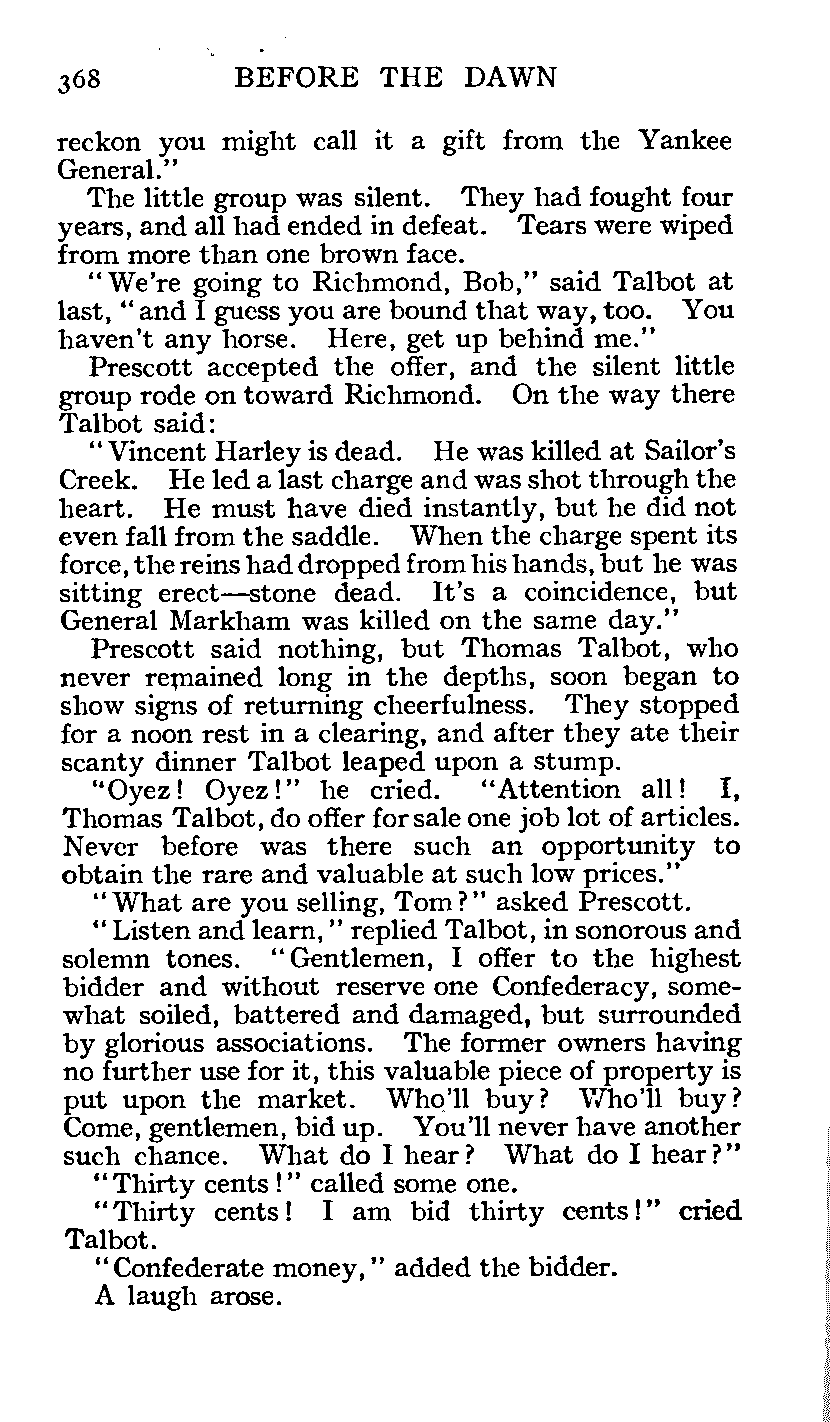 368 BEFORE THE DAWN
reckon you might call it a gift from the Yankee
General."
The little group was silent. They had fought four
years, and all had ended in defeat. Tears were wiped
from more than one brown face.
"We're going to Richmond, Bob," said Talbot at
last, "and I guess you are bound that way, too. You
haven't any horse. Here, get up behind me."
Prescott accepted the offer, and the silent little
group rode on toward Richmond. On the way there
Talbot said:
"Vincent Harley is dead. He was killed at Sailor's
Creek. He led a last charge and was shot through the
heart. He must have died instantly, but he did not
even fall from the saddle. When the charge spent its
force, the reins had dropped from his hands, but he was
sitting erect—stone dead. It's a coincidence, but
General Markham was killed on the same day."
Prescott said nothing, but Thomas Talbot, who
never remained long in the depths, soon began to
show signs of returning cheerfulness. They stopped
for a noon rest in a clearing, and after they ate their
scanty dinner Talbot leaped upon a stump.
"Oyez! Oyez!" he cried. "Attention all! I,
Thomas Talbot, do offer for sale one job lot of articles.
Never before was there such an opportunity to
obtain the rare and valuable at such low prices."
"What are you selling, Tom?" asked Prescott.
"Listen and learn," replied Talbot, in sonorous and
solemn tones. "Gentlemen, I offer to the highest
bidder and without reserve one Confederacy, some-
what soiled, battered and damaged, but surrounded
by glorious associations. The former owners having
no further use for it, this valuable piece of property is
put upon the market. Who'll buy? Who'll buy?
Come, gentlemen, bid up. You'll never have another
such chance. What do I hear? What do I hear?"
"Thirty cents!" called some one.
"Thirty cents! I am bid thirty cents!" cried
Talbot.
"Confederate money," added the bidder.
A laugh arose.